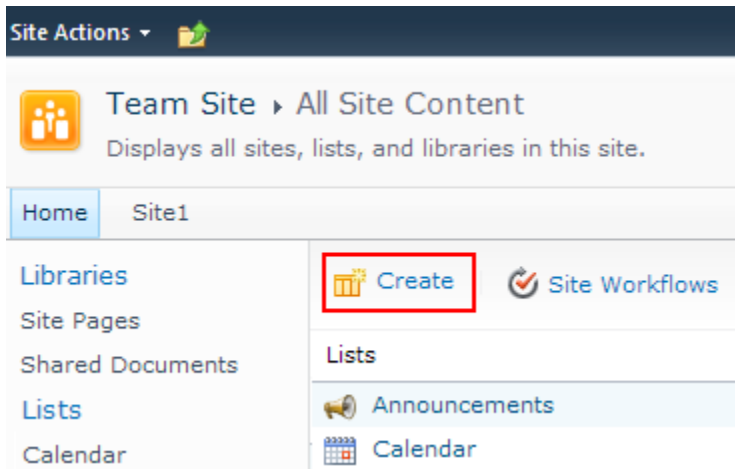 Site Actions
Team Site ▸ All Site Content
Displays all sites, lists, and libraries in this site.
Home Site1
Libraries
Site Pages
Shared Documents
Lists
Calendar
Create Site Workflows
Lists
Announcements
Calendar